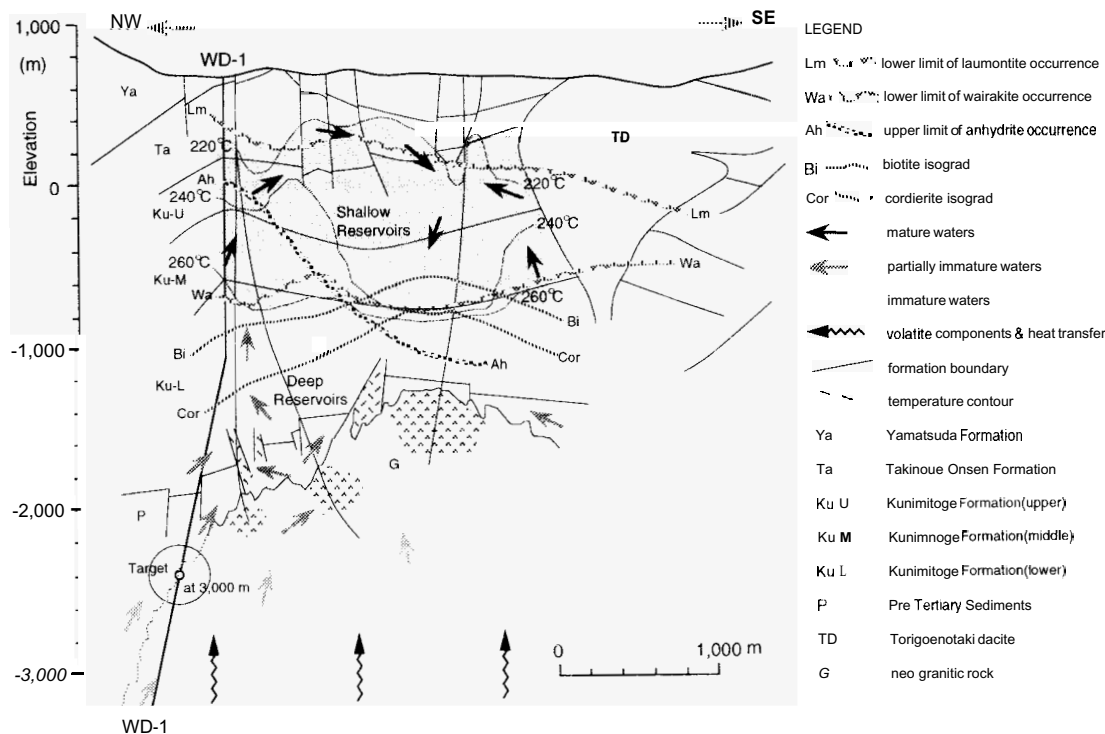 NW
SE
1,000
(m)
Elevation
0
-1,000
-2,000
-3,000
WD-1
Ya
Lm
TD
Ta
220°C
Ah
220°C
240°C
Ku-U
Shallow
Reservoirs
240°C
Lm
260°C
Ku-M
Wa
Wa
260°C
Bi
Bi
Cor
Ah
Ku-L
Deep
Reservoirs
Cor
G
P
Target
at 3,000 m
0
1,000 m
WD-1
LEGEND
Lm lower limit of laumontite occurrence
Wa lower limit of wairakite occurrence
Ah upper limit of anhydrite occurrence
Bi biotite isograd
Cor cordierite isograd
mature waters
partially immature waters
immature waters
volatite components & heat transfer
formation boundary
temperature contour
Ya Yamatsuda Formation
Ta Takinoue Onsen Formation
Ku U Kunimitoge Formation(upper)
Ku M Kunimnoge Formation(middle)
Ku L Kunimitoge Formation(lower)
P Pre Tertiary Sediments
TD Torigoenotaki dacite
G neo granitic rock